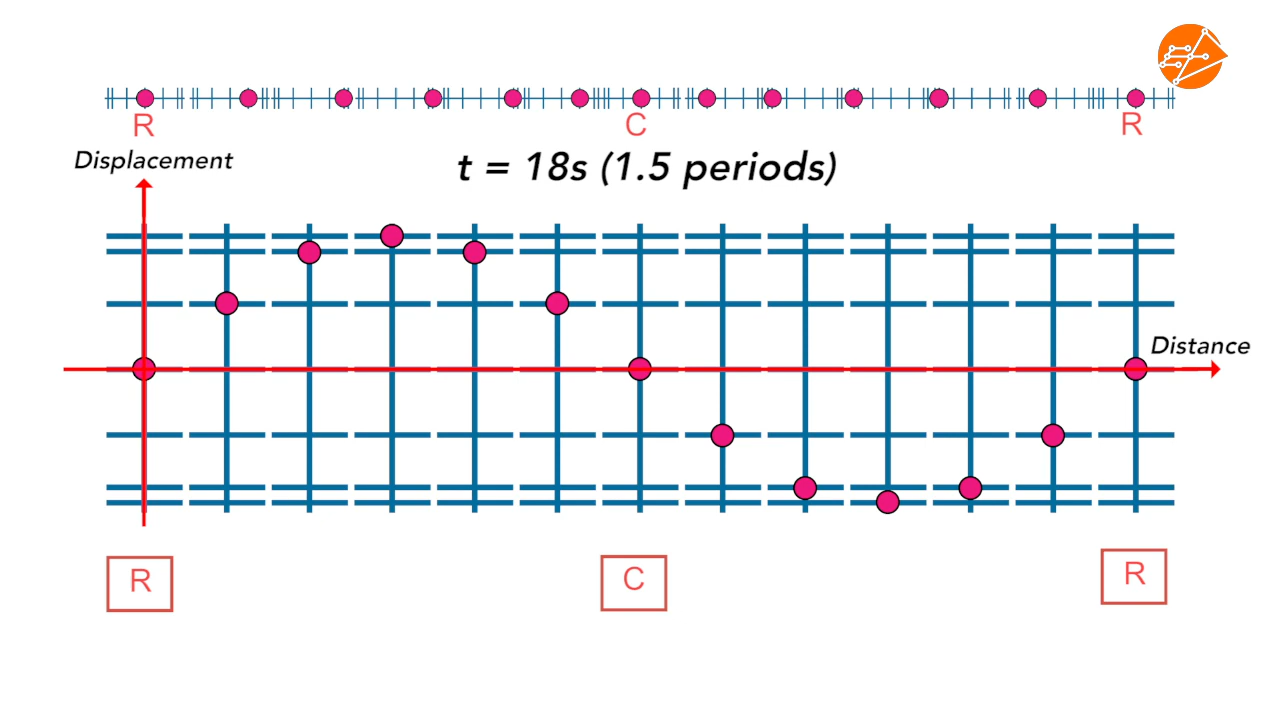 R C R
Displacement
t = 18s (1.5 periods)
Distance
R C R